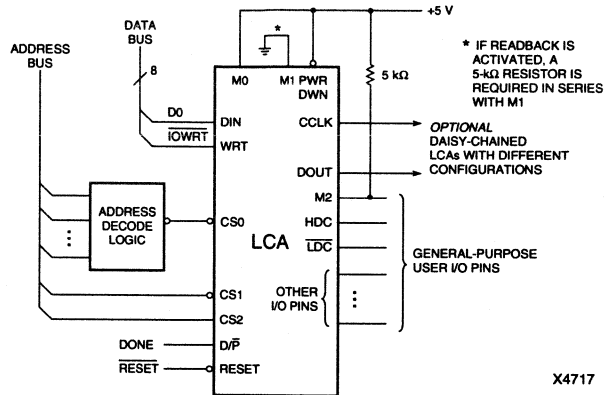 +5 V
DATA
BUS
ADDRESS
BUS
*
8
M0
M1
PWR
DWN
5 kΩ
* IF READBACK IS
ACTIVATED, A
5-kΩ RESISTOR IS
REQUIRED IN SERIES
WITH M1
D0
DIN
IOWRT
WRT
CCLK
OPTIONAL
DAISY-CHAINED
LCAs WITH DIFFERENT
CONFIGURATIONS
DOUT
M2
ADDRESS
DECODE
LOGIC
CS0
LCA
HDC
LDC
GENERAL-PURPOSE
USER I/O PINS
OTHER
I/O PINS
CS1
CS2
DONE
D/P
RESET
RESET
X4717